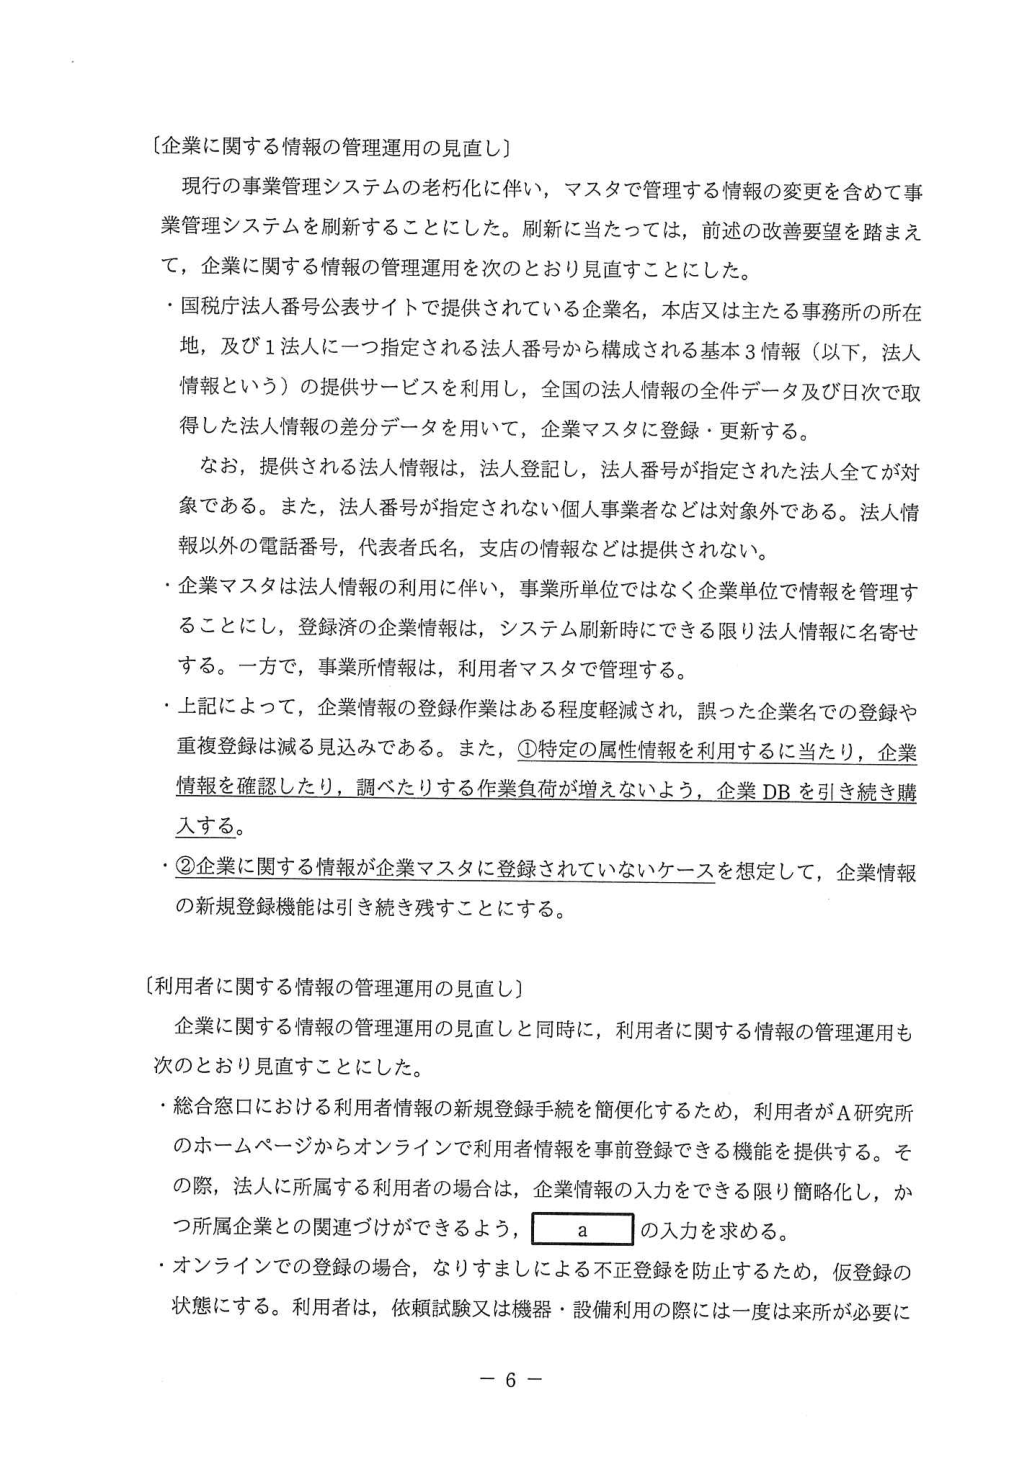 〔企業に関する情報の管理運用の見直し〕
現行の事業管理システムの老朽化に伴い，マスタで管理する情報の変更を含めて事
業管理システムを刷新することにした。刷新に当たっては，前述の改善要望を踏まえ
て，企業に関する情報の管理運用を次のとおり見直すことにした。
・国税庁法人番号公表サイトで提供されている企業名，本店又は主たる事務所の所在
地，及び1法人に一つ指定される法人番号から構成される基本3情報（以下，法人
情報という）の提供サービスを利用し，全国の法人情報の全件データ及び日次で取
得した法人情報の差分データを用いて，企業マスタに登録・更新する。
なお，提供される法人情報は，法人登記し，法人番号が指定された法人全てが対
象である。また，法人番号が指定されない個人事業者などは対象外である。法人情
報以外の電話番号，代表者氏名，支店の情報などは提供されない。
・企業マスタは法人情報の利用に伴い，事業所単位ではなく企業単位で情報を管理す
ることにし，登録済の企業情報は，システム刷新時にできる限り法人情報に名寄せ
する。一方で，事業所情報は，利用者マスタで管理する。
・上記によって，企業情報の登録作業はある程度軽減され，誤った企業名での登録や
重複登録は減る見込みである。また，①特定の属性情報を利用するに当たり，企業
情報を確認したり，調べたりする作業負荷が増えないよう，企業 DB を引き続き購
入する。
・②企業に関する情報が企業マスタに登録されていないケースを想定して，企業情報
の新規登録機能は引き続き残すことにする。
〔利用者に関する情報の管理運用の見直し〕
企業に関する情報の管理運用の見直しと同時に，利用者に関する情報の管理運用も
次のとおり見直すことにした。
・総合窓口における利用者情報の新規登録手続を簡便化するため，利用者がA研究所
のホームページからオンラインで利用者情報を事前登録できる機能を提供する。そ
の際，法人に所属する利用者の場合は，企業情報の入力をできる限り簡略化し，か
つ所属企業との関連づけができるよう， a の入力を求める。
・オンラインでの登録の場合，なりすましによる不正登録を防止するため，仮登録の
状態にする。利用者は，依頼試験又は機器・設備利用の際には一度は来所が必要に
－ 6 －